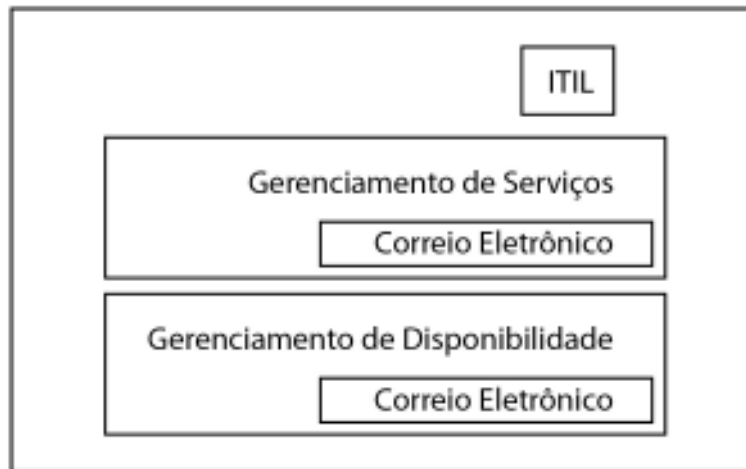 ITIL
Gerenciamento de Serviços
Correio Eletrônico
Gerenciamento de Disponibilidade
Correio Eletrônico